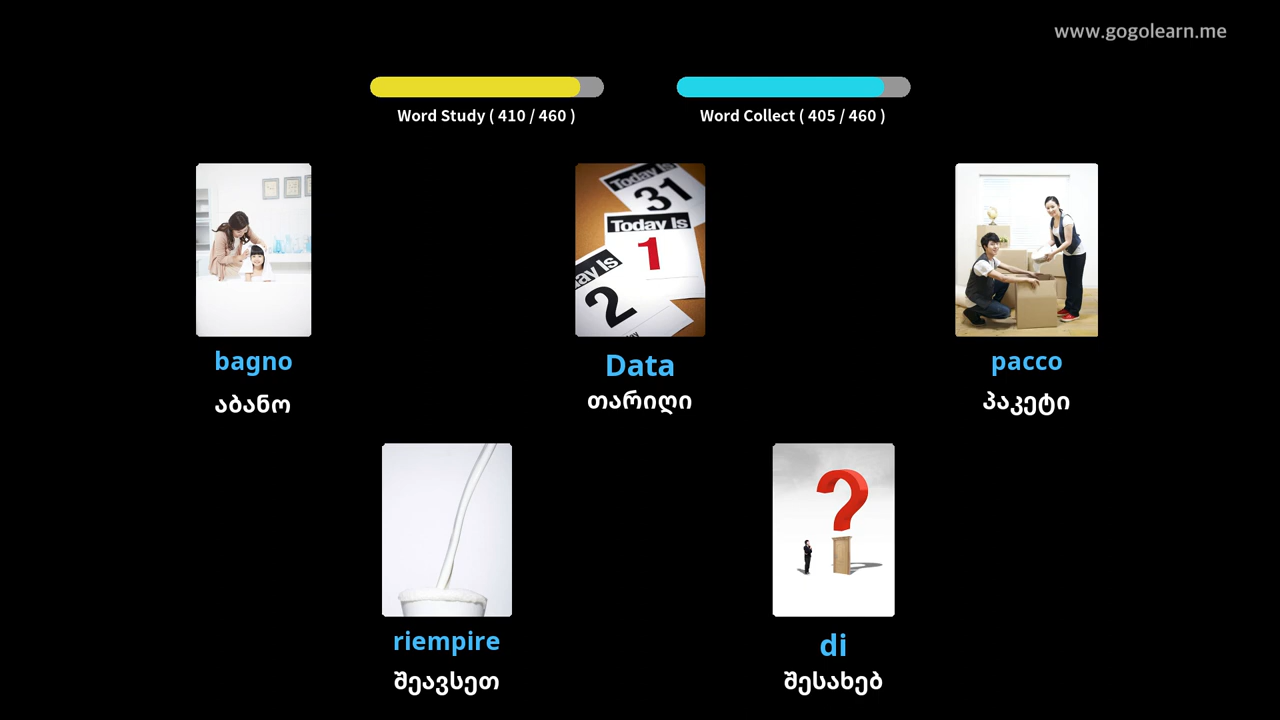 www.gogolearn.me
Word Study ( 410 / 460 )
Word Collect ( 405 / 460 )
Today Is
31
Today Is
1
day Is
2
bagno
Data
pacco
აბანო
თარიღი
პაკეტი
?
riempire
di
შეავსეთ
შესახებ